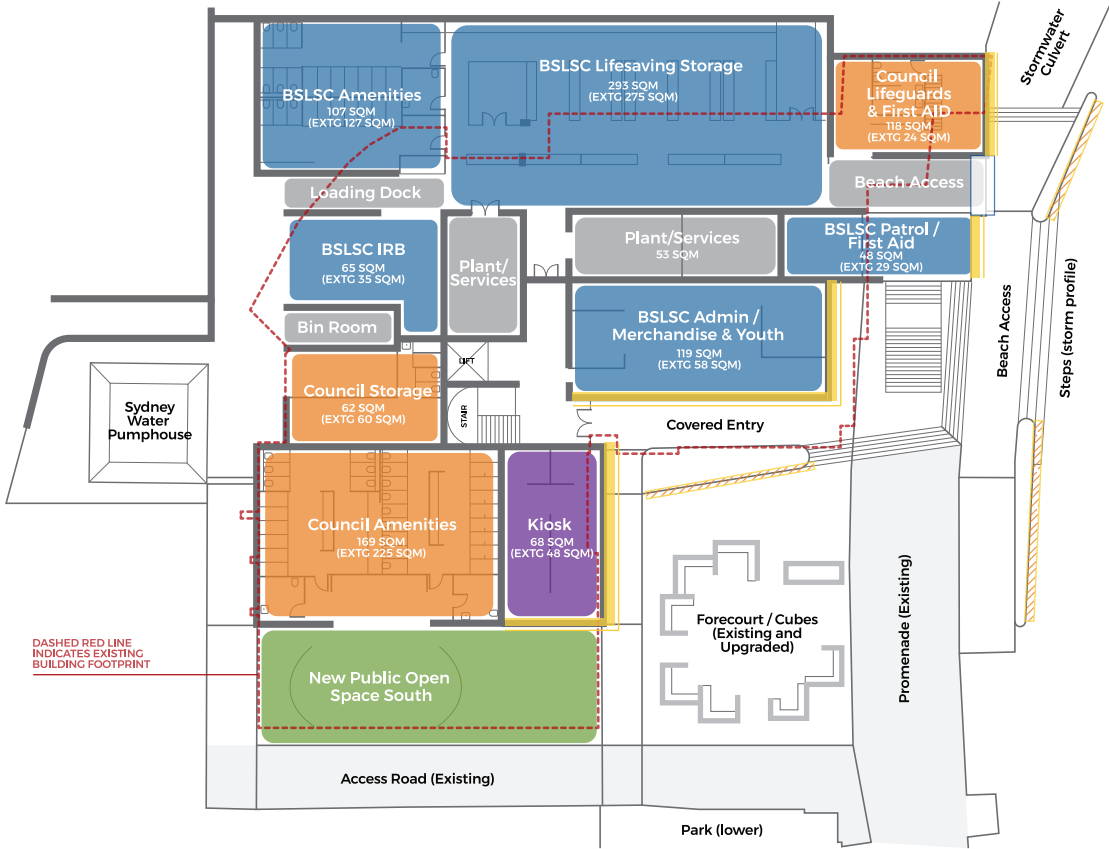 Stormwater
Culvert
BSLSC Amenities
107 SQM
(EXTG 127 SQM)
BSLSC Lifesaving Storage
293 SQM
(EXTG 275 SQM)
Council
Lifeguards
& First AID
118 SQM
(EXTG 24 SQM)
Loading Dock
Beach Access
BSLSC IRB
65 SQM
(EXTG 35 SQM)
Plant/
Services
Plant/Services
53 SQM
BSLSC Patrol /
First Aid
48 SQM
(EXTG 29 SQM)
Bin Room
BSLSC Admin /
Merchandise & Youth
119 SQM
(EXTG 58 SQM)
Beach Access
Steps (storm profile)
LIFT
Council Storage
62 SQM
(EXTG 60 SQM)
STAIR
Sydney
Water
Pumphouse
Covered Entry
Council Amenities
169 SQM
(EXTG 225 SQM)
Kiosk
68 SQM
(EXTG 48 SQM)
Promenade (Existing)
Forecourt / Cubes
(Existing and
Upgraded)
DASHED RED LINE
INDICATES EXISTING
BUILDING FOOTPRINT
New Public Open
Space South
Access Road (Existing)
Park (lower)